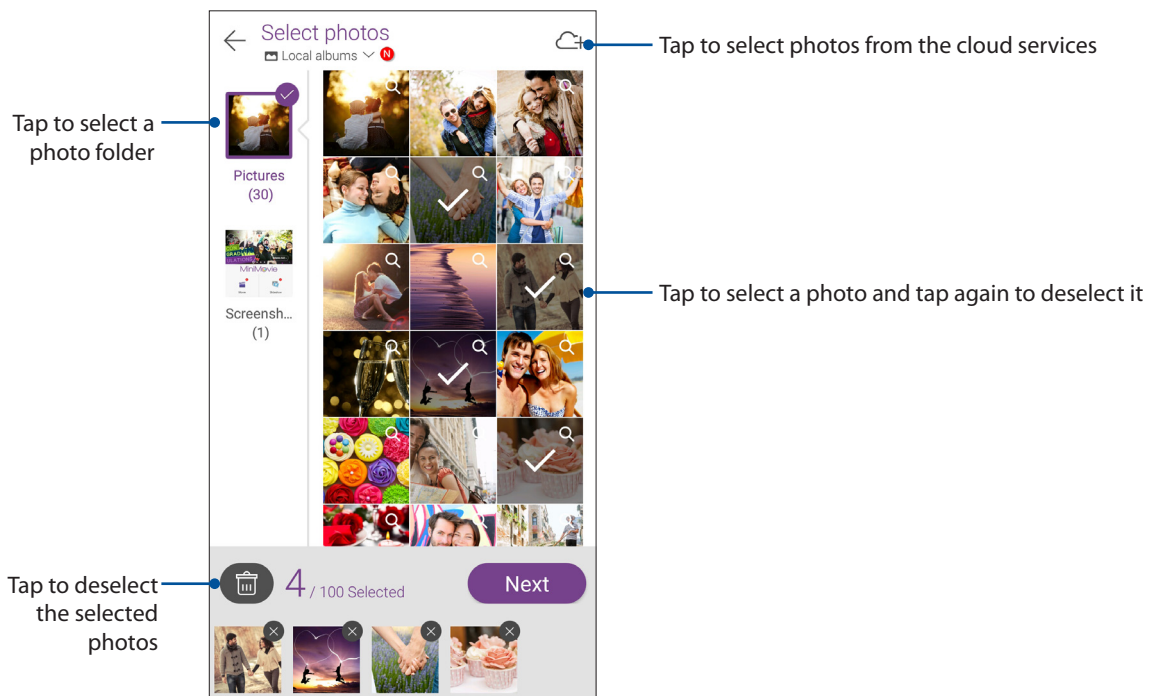 Select photos
Local albums
N
Tap to select photos from the cloud services
Tap to select a
photo folder
Pictures
(30)
MiniMovie
Screensh...
(1)
Tap to select a photo and tap again to deselect it
Tap to deselect
the selected
photos
4 / 100 Selected
Next